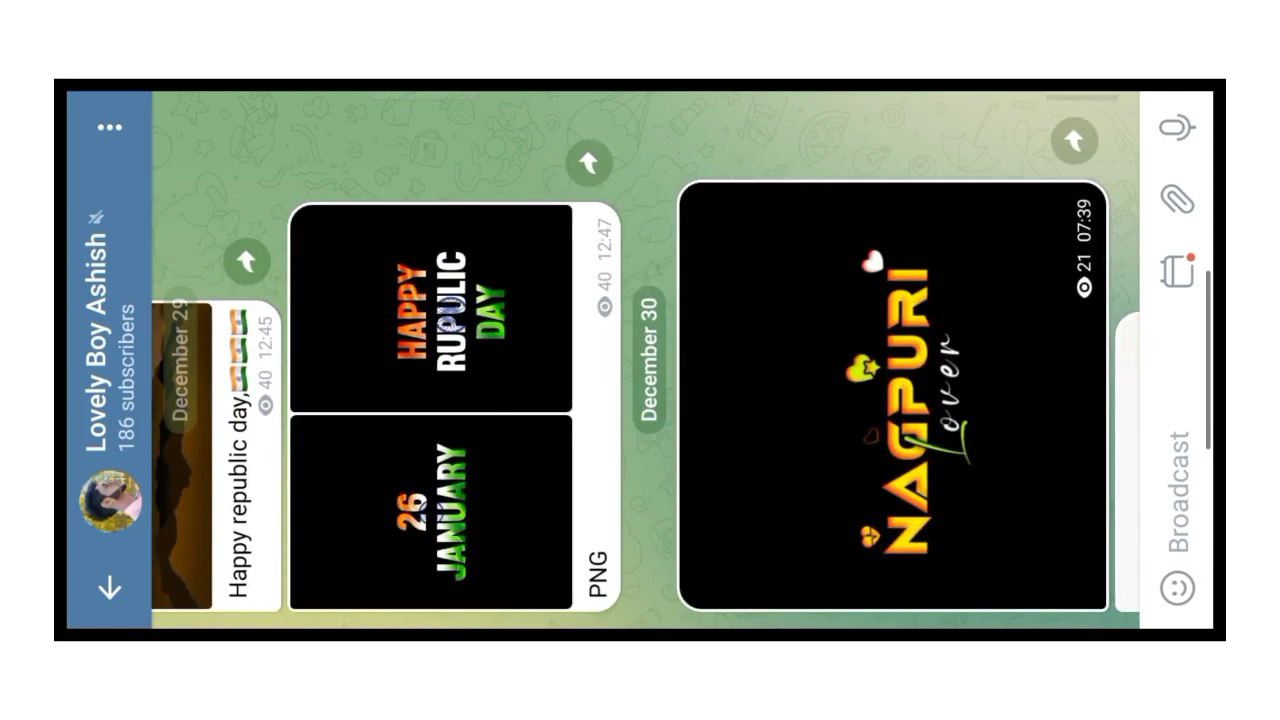 Lovely Boy Ashish
186 subscribers
December 29
Happy republic day,
40 12:45
26
JANUARY
HAPPY
RUPULIC
DAY
PNG
40 12:47
December 30
NAGPURI
Lover
21 07:39
Broadcast